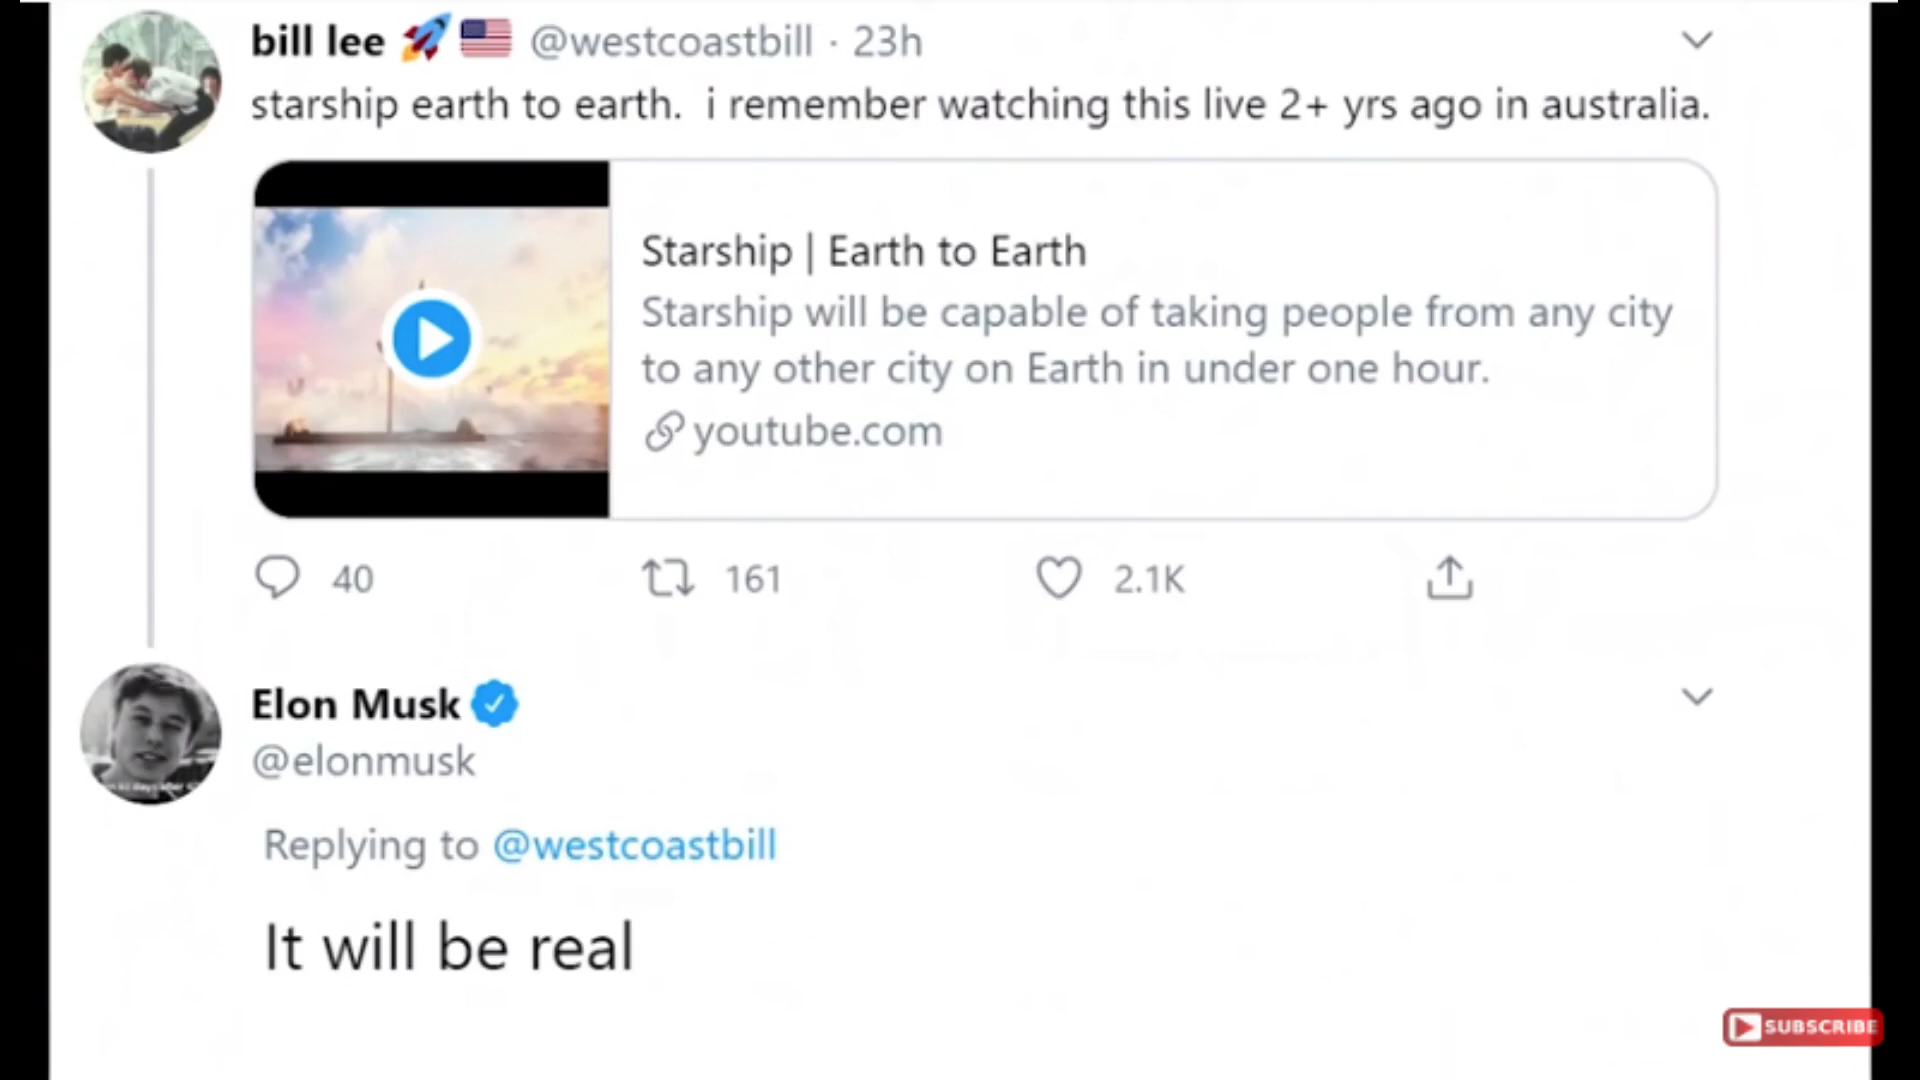 bill lee 🚀🇺🇸 @westcoastbill · 23h
starship earth to earth. i remember watching this live 2+ yrs ago in australia.
Starship | Earth to Earth
Starship will be capable of taking people from any city
to any other city on Earth in under one hour.
youtube.com
40 161 2.1K
Elon Musk
@elonmusk
Replying to @westcoastbill
It will be real
SUBSCRIBE